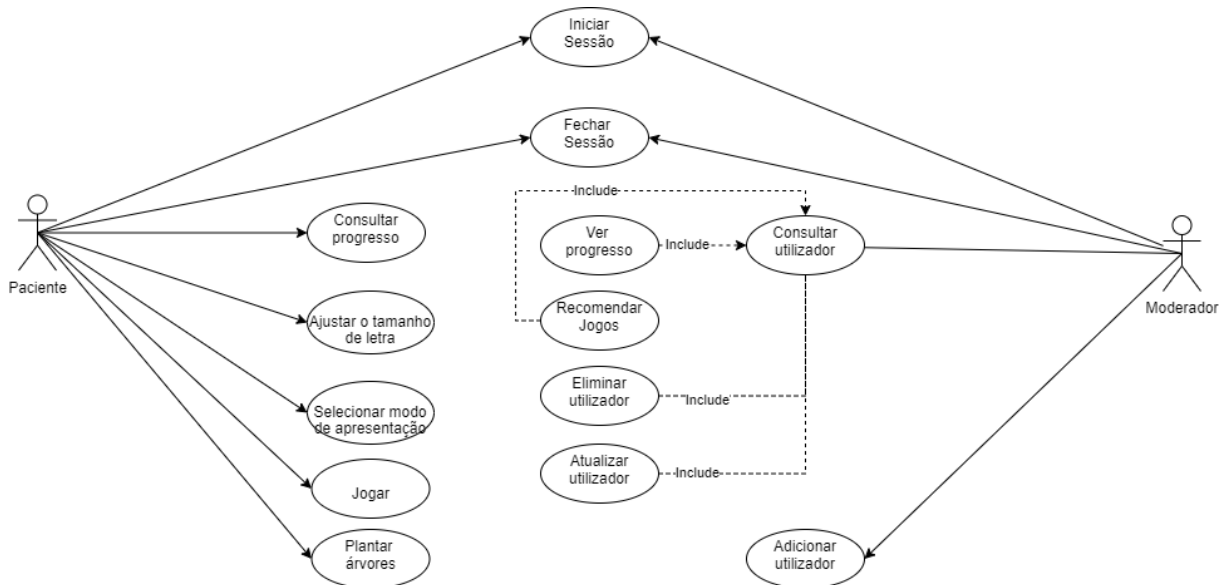 Iniciar
Sessão
Fechar
Sessão
Include
Consultar
progresso
Ver
progresso
Include
Consultar
utilizador
Paciente
Moderador
Ajustar o tamanho
de letra
Recomendar
Jogos
Eliminar
utilizador
Include
Selecionar modo
de apresentação
Atualizar
utilizador
Include
Jogar
Plantar
árvores
Adicionar
utilizador